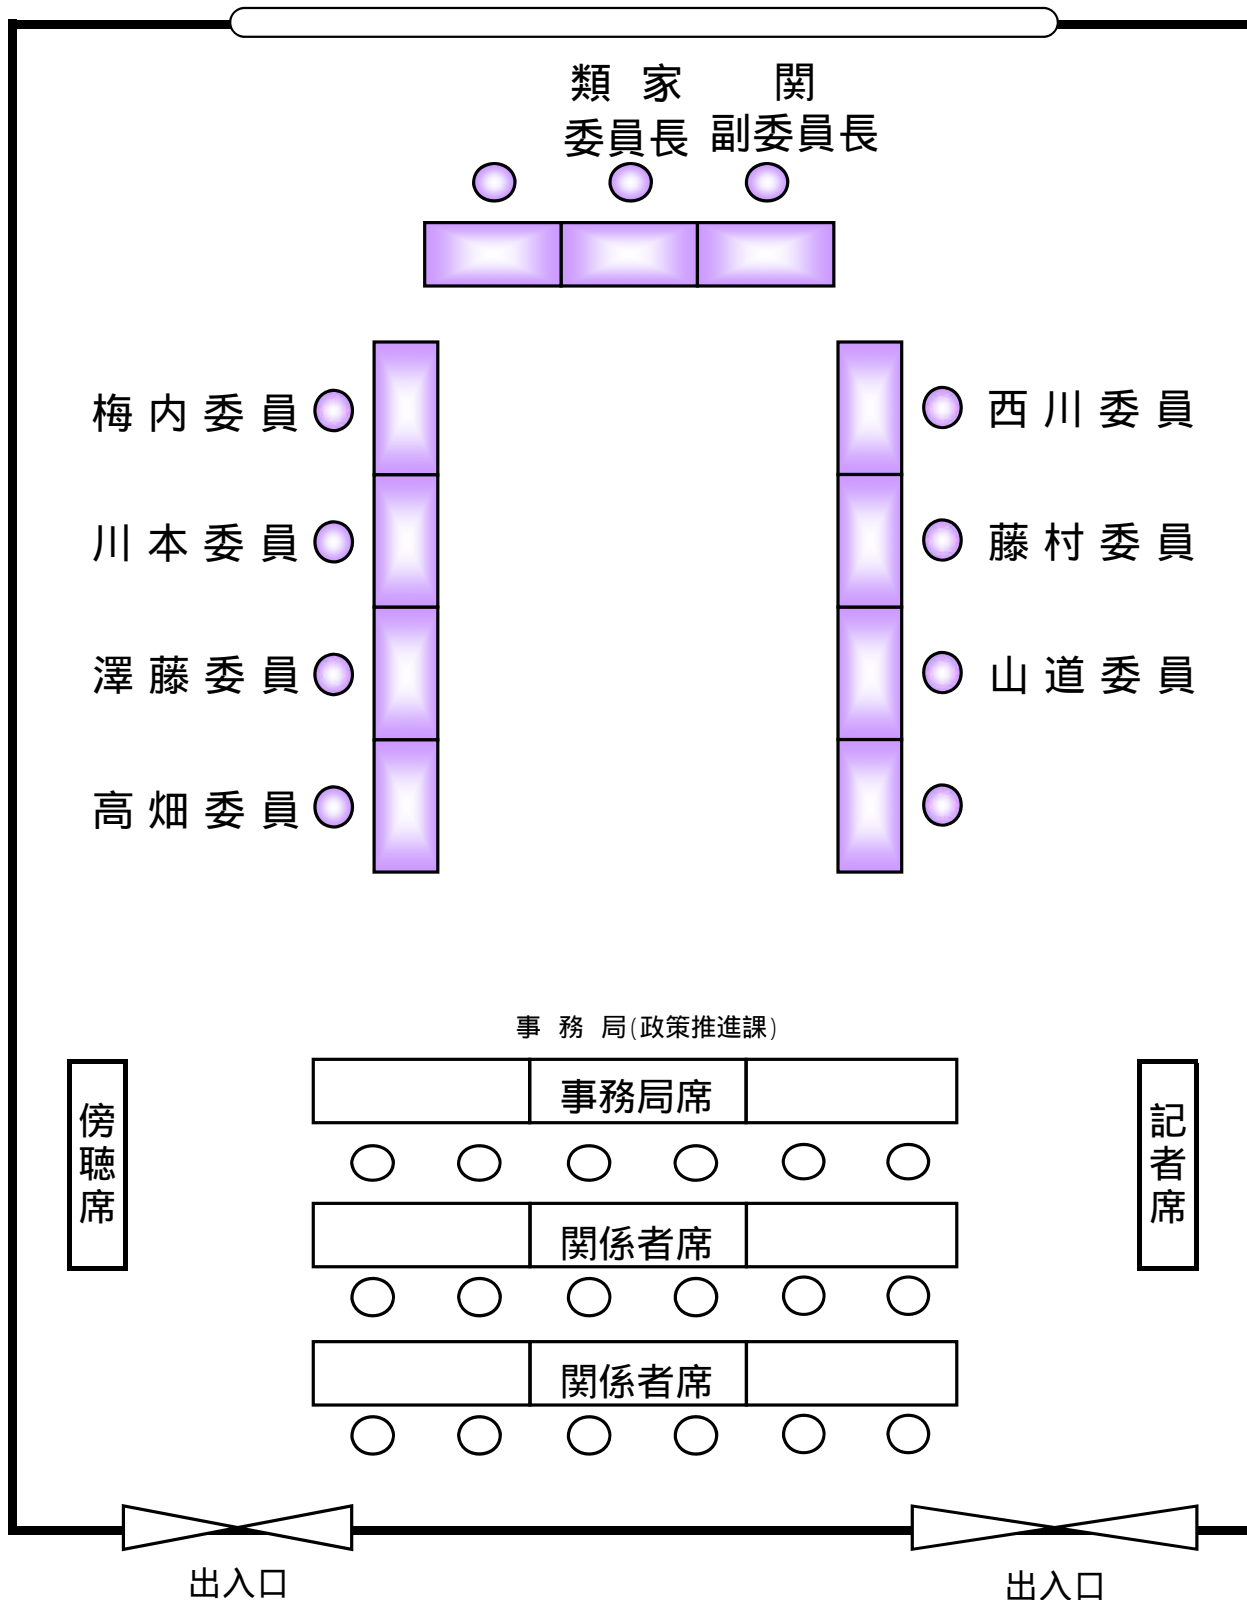 類 家 関
委員長 副委員長
梅内委員 西川委員
川本委員 藤村委員
澤藤委員 山道委員
高畑委員
事 務 局(政策推進課)
事務局席
傍聴席
記者席
関係者席
関係者席
出入口 出入口